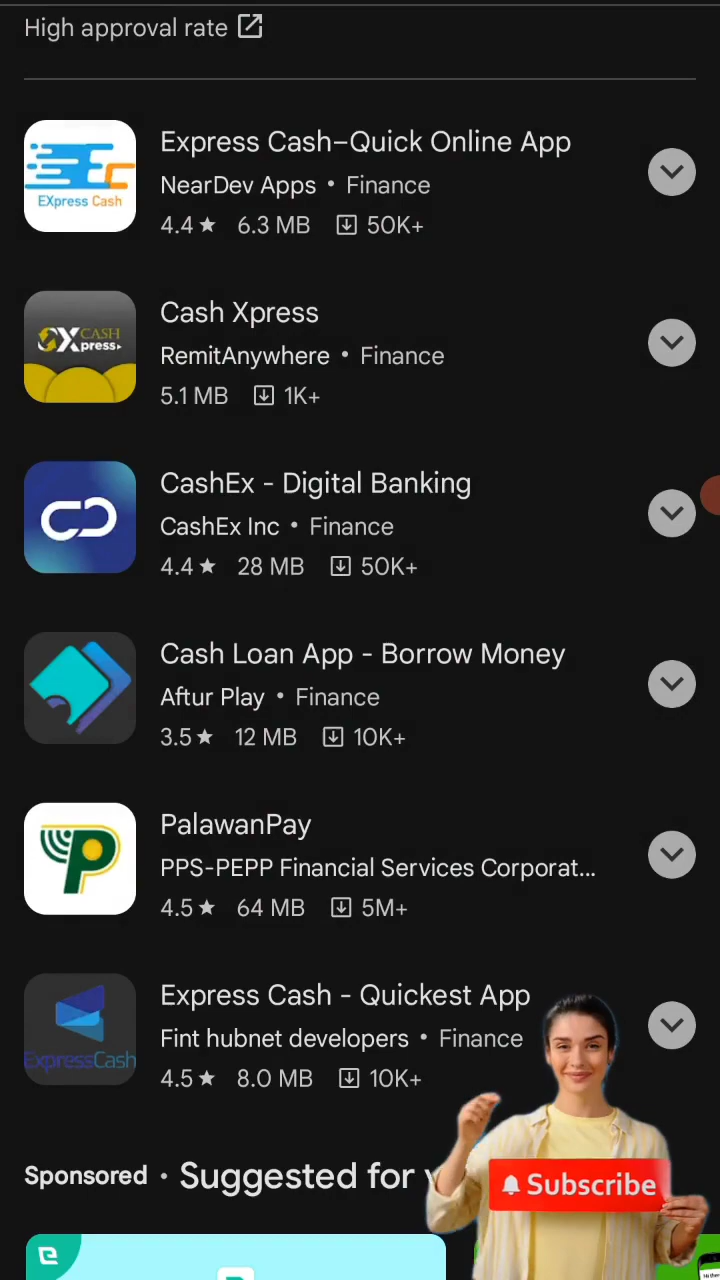 High approval rate
EXpress Cash
Express Cash–Quick Online App
NearDev Apps • Finance
4.4★ 6.3 MB 50K+
CASH
Xpress
Cash Xpress
RemitAnywhere • Finance
5.1 MB 1K+
CashEx - Digital Banking
CashEx Inc • Finance
4.4★ 28 MB 50K+
Cash Loan App - Borrow Money
Aftur Play • Finance
3.5★ 12 MB 10K+
P
PalawanPay
PPS-PEPP Financial Services Corporat...
4.5★ 64 MB 5M+
ExpressCash
Express Cash - Quickest App
Fint hubnet developers • Finance
4.5★ 8.0 MB 10K+
Sponsored • Suggested for
Subscribe